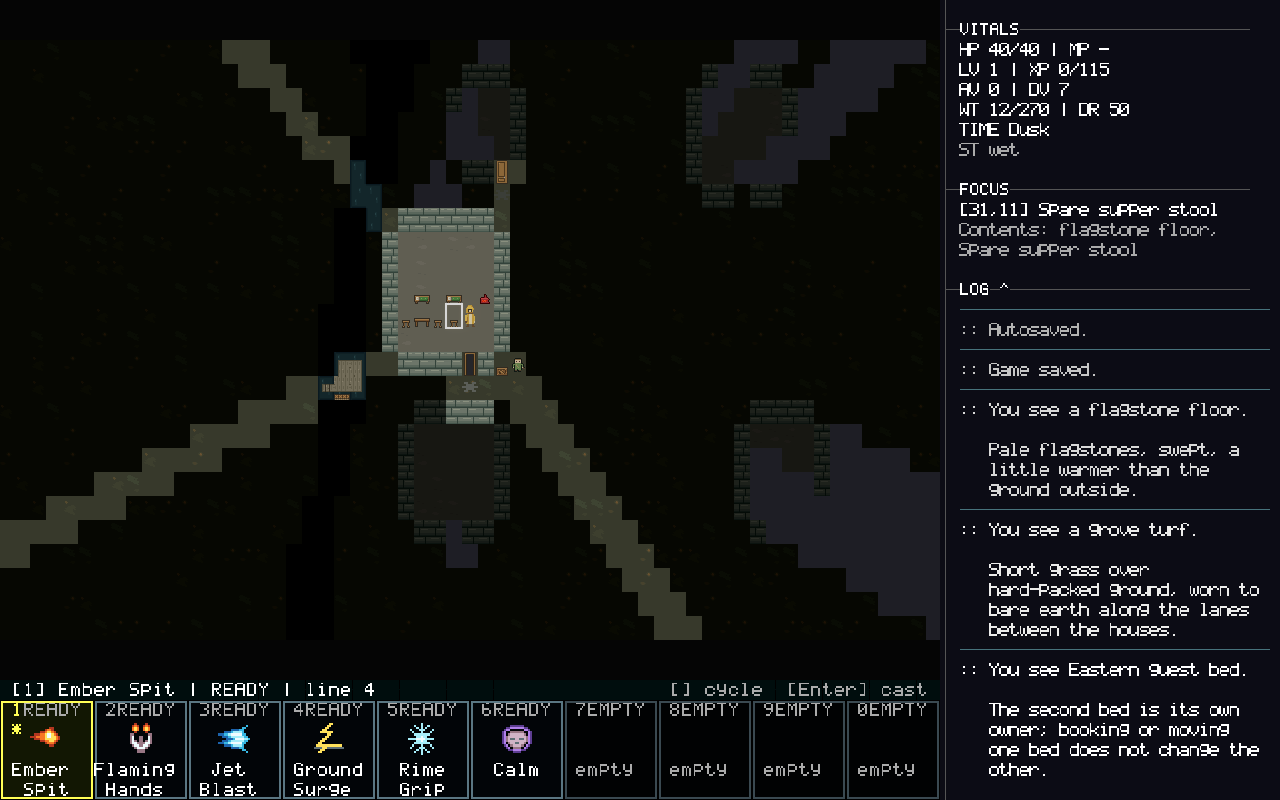 VITALS
HP 40/40 | MP -
LV 1 | XP 0/115
AV 0 | DV 7
WT 12/270 | DR 50
TIME Dusk
ST wet
FOCUS
[31,11] Spare supper stool
Contents: flagstone floor,
Spare supper stool
LOG ^
:: Autosaved.
:: Game saved.
:: You see a flagstone floor.
Pale flagstones, swept, a
little warmer than the
ground outside.
:: You see a grove turf.
Short grass over
hard-packed ground, worn to
bare earth along the lanes
between the houses.
:: You see Eastern guest bed.
The second bed is its own
owner; booking or moving
one bed does not change the
other.
[1] Ember Spit | READY | line 4
[] cycle [Enter] cast
1READY 2READY 3READY 4READY 5READY 6READY 7EMPTY 8EMPTY 9EMPTY 0EMPTY
*
Ember Flaming Jet Ground Rime Calm empty empty empty empty
Spit Hands Blast Surge Grip